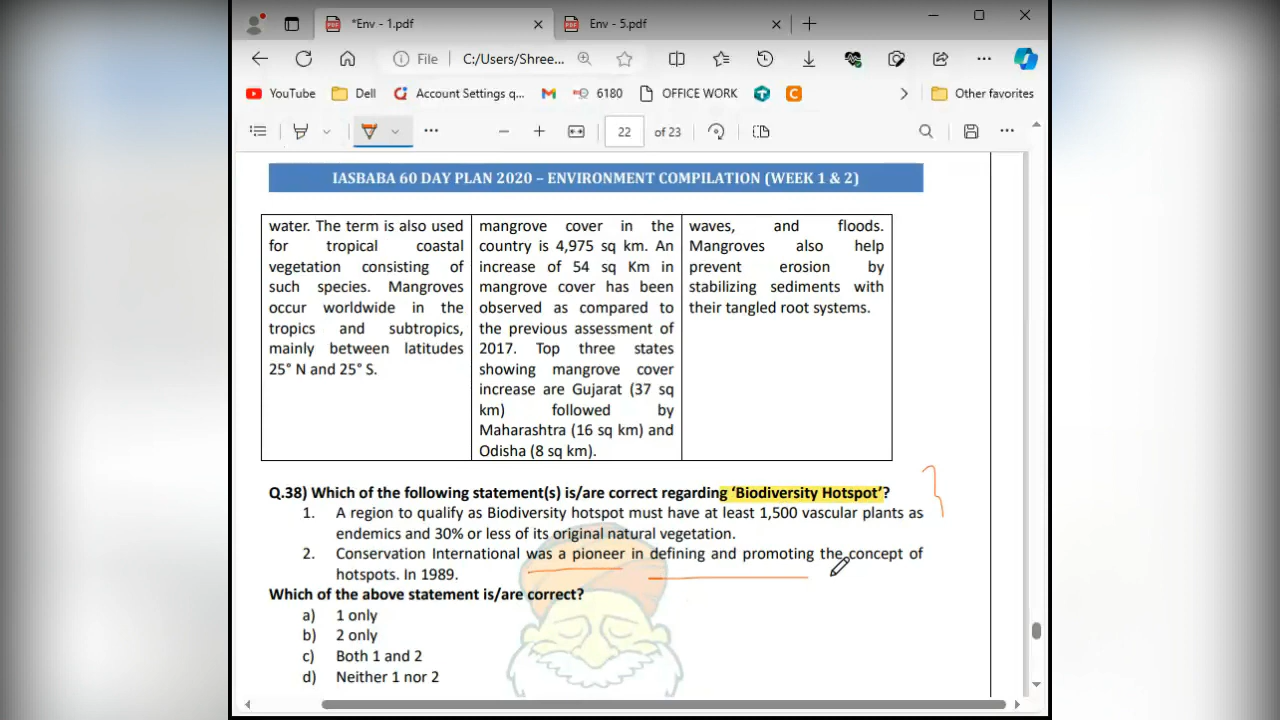 *Env - 1.pdf
Env - 5.pdf
File
C:/Users/Shree...
YouTube
Dell
Account Settings q...
6180
OFFICE WORK
Other favorites
22 of 23
IASBABA 60 DAY PLAN 2020 – ENVIRONMENT COMPILATION (WEEK 1 & 2)
water. The term is also used
for tropical coastal
vegetation consisting of
such species. Mangroves
occur worldwide in the
tropics and subtropics,
mainly between latitudes
25° N and 25° S.
mangrove cover in the
country is 4,975 sq km. An
increase of 54 sq Km in
mangrove cover has been
observed as compared to
the previous assessment of
2017. Top three states
showing mangrove cover
increase are Gujarat (37 sq
km) followed by
Maharashtra (16 sq km) and
Odisha (8 sq km).
waves, and floods.
Mangroves also help
prevent erosion by
stabilizing sediments with
their tangled root systems.
Q.38) Which of the following statement(s) is/are correct regarding ‘Biodiversity Hotspot’?
1. A region to qualify as Biodiversity hotspot must have at least 1,500 vascular plants as
endemics and 30% or less of its original natural vegetation.
2. Conservation International was a pioneer in defining and promoting the concept of
hotspots. In 1989.
Which of the above statement is/are correct?
a) 1 only
b) 2 only
c) Both 1 and 2
d) Neither 1 nor 2